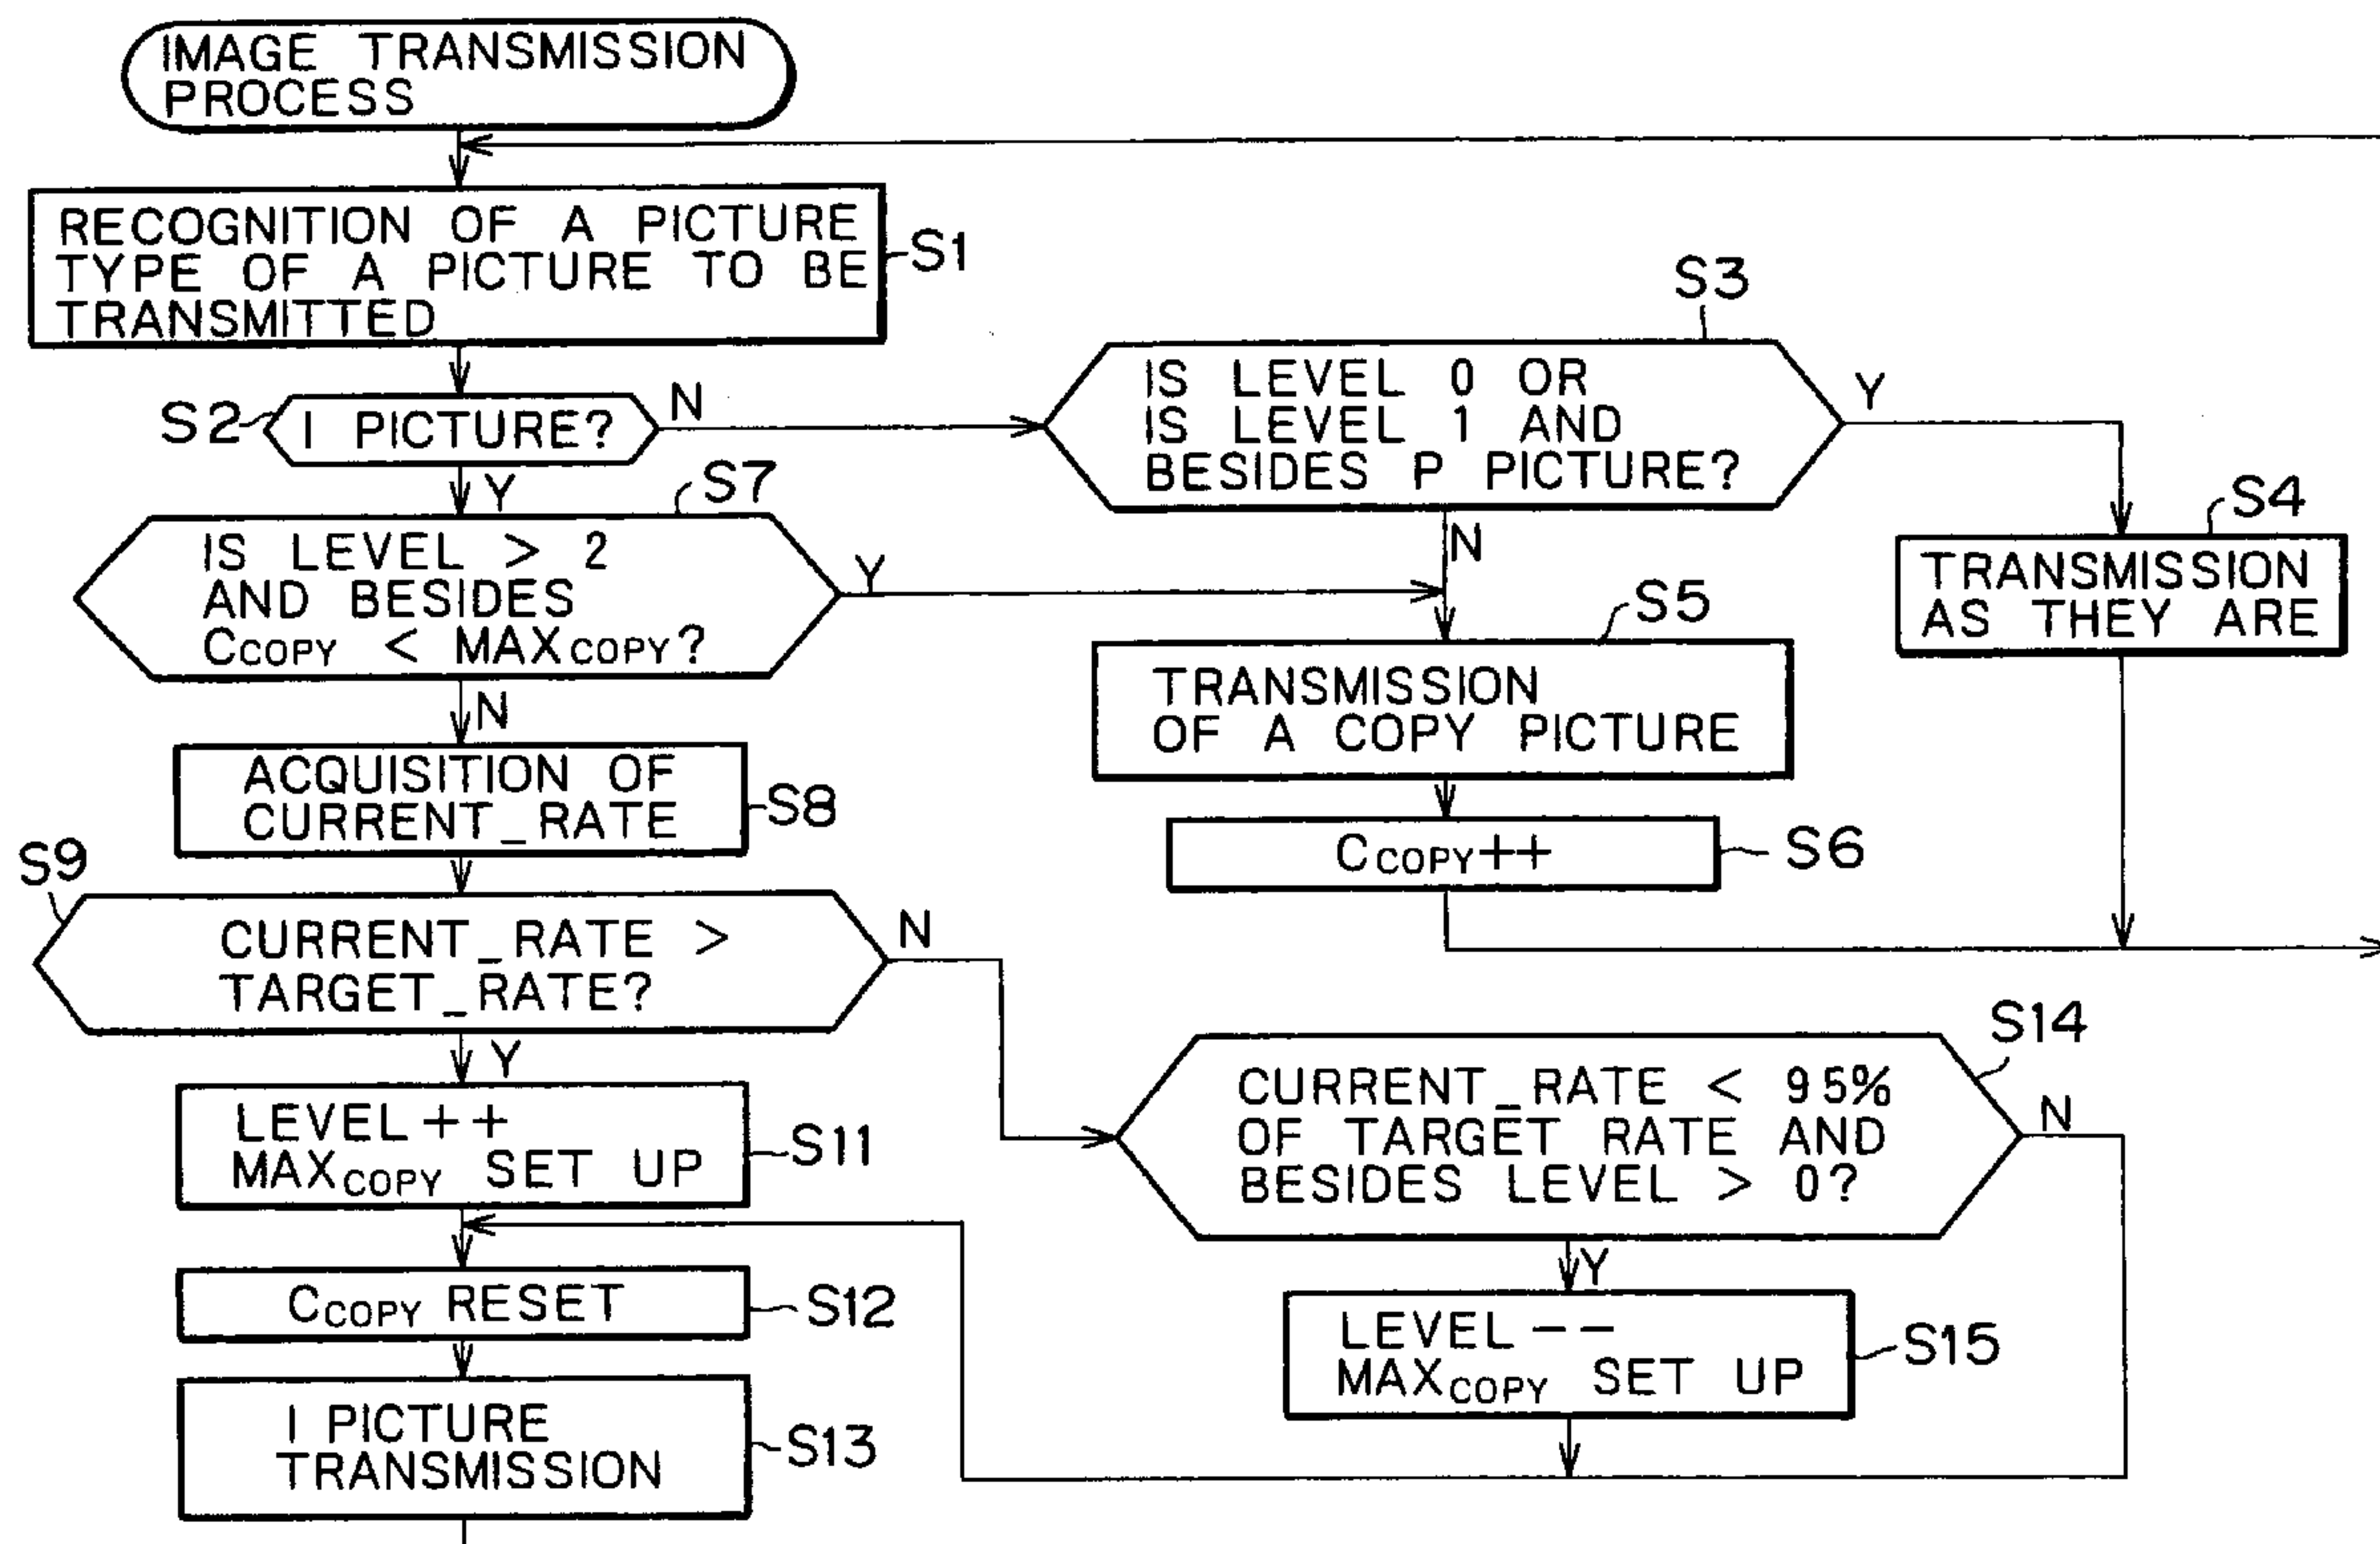 IMAGE TRANSMISSION
PROCESS
RECOGNITION OF A PICTURE
TYPE OF A PICTURE TO BE
TRANSMITTED
S1
S2
I PICTURE?
N
Y
S3
IS LEVEL 0 OR
IS LEVEL 1 AND
BESIDES P PICTURE?
Y
N
S4
TRANSMISSION
AS THEY ARE
S7
IS LEVEL > 2
AND BESIDES
CCOPY < MAXCOPY?
Y
N
S5
TRANSMISSION
OF A COPY PICTURE
CCOPY++
S6
ACQUISITION OF
CURRENT_RATE
S8
S9
CURRENT_RATE >
TARGET_RATE?
N
Y
S14
CURRENT_RATE < 95%
OF TARGET RATE AND
BESIDES LEVEL > 0?
N
Y
LEVEL++
MAXCOPY SET UP
S11
CCOPY RESET
S12
LEVEL--
MAXCOPY SET UP
S15
I PICTURE
TRANSMISSION
S13